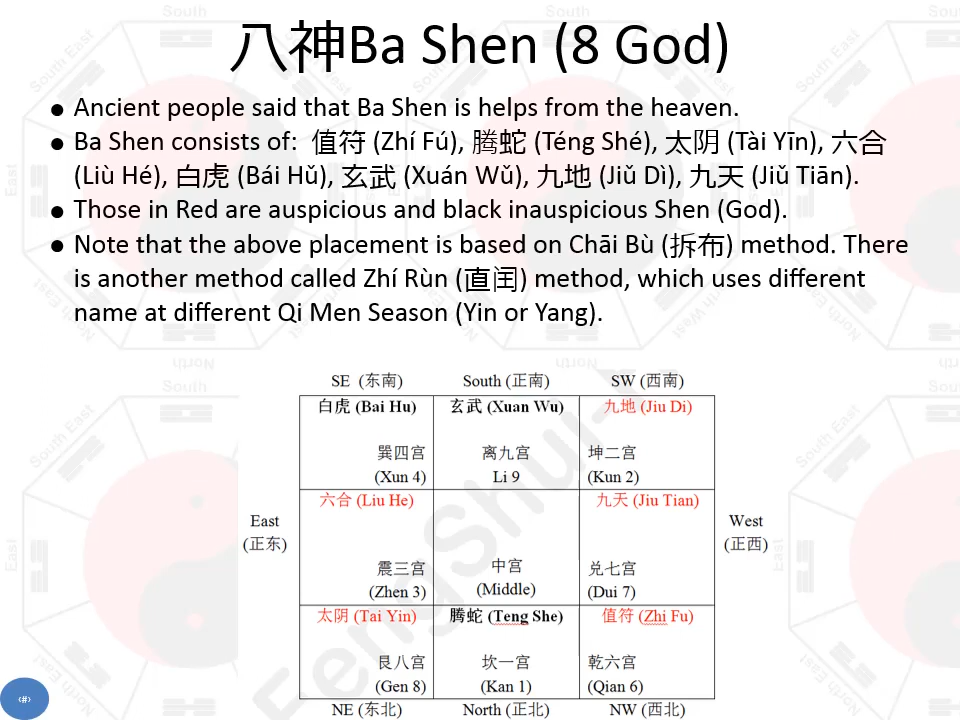 八神Ba Shen (8 God)
● Ancient people said that Ba Shen is helps from the heaven.
● Ba Shen consists of:  值符 (Zhí Fú), 腾蛇 (Téng Shé), 太阴 (Tài Yīn), 六合
(Liù Hé), 白虎 (Bái Hǔ), 玄武 (Xuán Wǔ), 九地 (Jiǔ Dì), 九天 (Jiǔ Tiān).
● Those in Red are auspicious and black inauspicious Shen (God).
● Note that the above placement is based on Chāi Bù (拆布) method. There
is another method called Zhí Rùn (直闰) method, which uses different
name at different Qi Men Season (Yin or Yang).
SE (东南) South (正南) SW (西南)
白虎 (Bai Hu) 玄武 (Xuan Wu) 九地 (Jiu Di)
巽四宫 离九宫 坤二宫
(Xun 4) Li 9 (Kun 2)
六合 (Liu He) 九天 (Jiu Tian)
East West
(正东) (正西)
震三宫 中宫 兑七宫
(Zhen 3) (Middle) (Dui 7)
太阴 (Tai Yin) 腾蛇 (Teng She) 值符 (Zhi Fu)
艮八宫 坎一宫 乾六宫
(Gen 8) (Kan 1) (Qian 6)
NE (东北) North (正北) NW (西北)
‹#›
South
South East
East
North
South
South East
East
FengShui